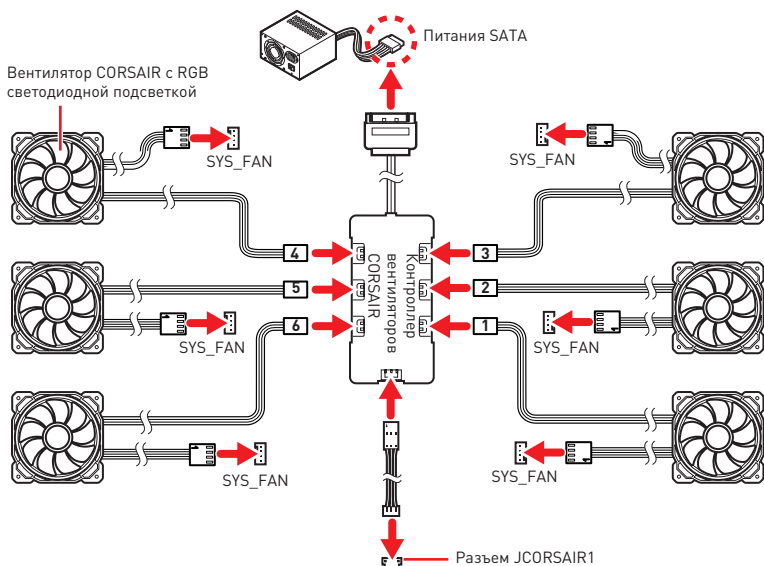 Питания SATA
Вентилятор CORSAIR с RGB
светодиодной подсветкой
SYS_FAN
SYS_FAN
4
3
5
2
6
1
Контроллер
вентиляторов
CORSAIR
SYS_FAN
SYS_FAN
SYS_FAN
SYS_FAN
Разъем JCORSAIR1